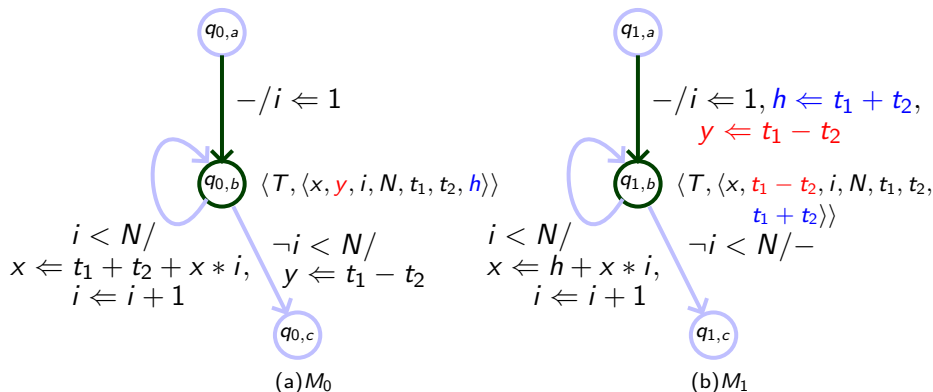 q₀,ₐ
−/i ⇐ 1
q₀,b
⟨T, ⟨x, y, i, N, t₁, t₂, h⟩⟩
i < N/
x ⇐ t₁ + t₂ + x ∗ i,
i ⇐ i + 1
¬i < N/
y ⇐ t₁ − t₂
q₀,c
(a)M₀
q₁,ₐ
−/i ⇐ 1, h ⇐ t₁ + t₂,
y ⇐ t₁ − t₂
q₁,b
⟨T, ⟨x, t₁ − t₂, i, N, t₁, t₂,
t₁ + t₂⟩⟩
i < N/
x ⇐ h + x ∗ i,
i ⇐ i + 1
¬i < N/−
q₁,c
(b)M₁